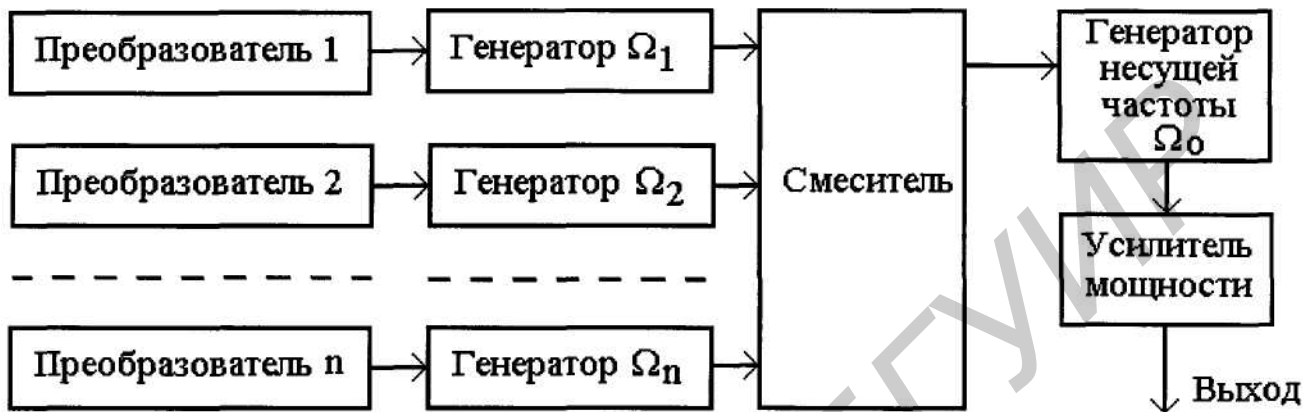 Преобразователь 1
Генератор Ω1
Генератор
несущей
частоты
Ωo
Преобразователь 2
Генератор Ω2
Смеситель
Усилитель
мощности
Преобразователь n
Генератор Ωn
Выход
БГУИР